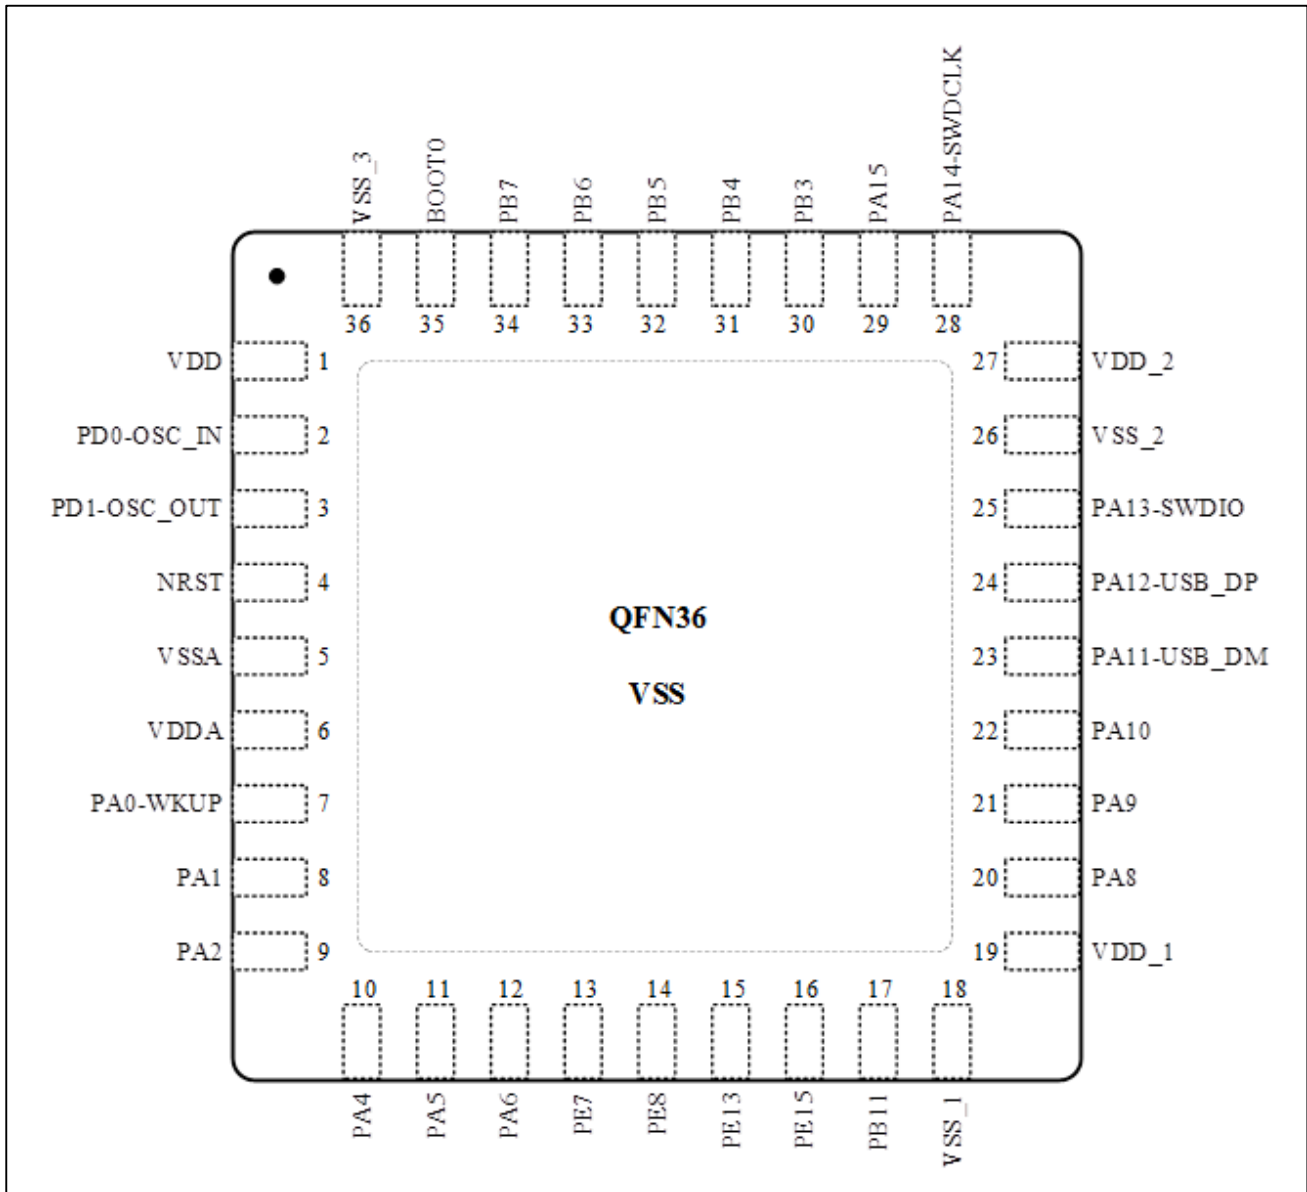 VSS_3
BOOT0
PB7
PB6
PB5
PB4
PB3
PA15
PA14-SWDCLK
36 35 34 33 32 31 30 29 28
VDD 1
PD0-OSC_IN 2
PD1-OSC_OUT 3
NRST 4
VSSA 5
VDDA 6
PA0-WKUP 7
PA1 8
PA2 9
QFN36
VSS
27 VDD_2
26 VSS_2
25 PA13-SWDIO
24 PA12-USB_DP
23 PA11-USB_DM
22 PA10
21 PA9
20 PA8
19 VDD_1
10 11 12 13 14 15 16 17 18
PA4
PA5
PA6
PE7
PE8
PE13
PE15
PB11
VSS_1